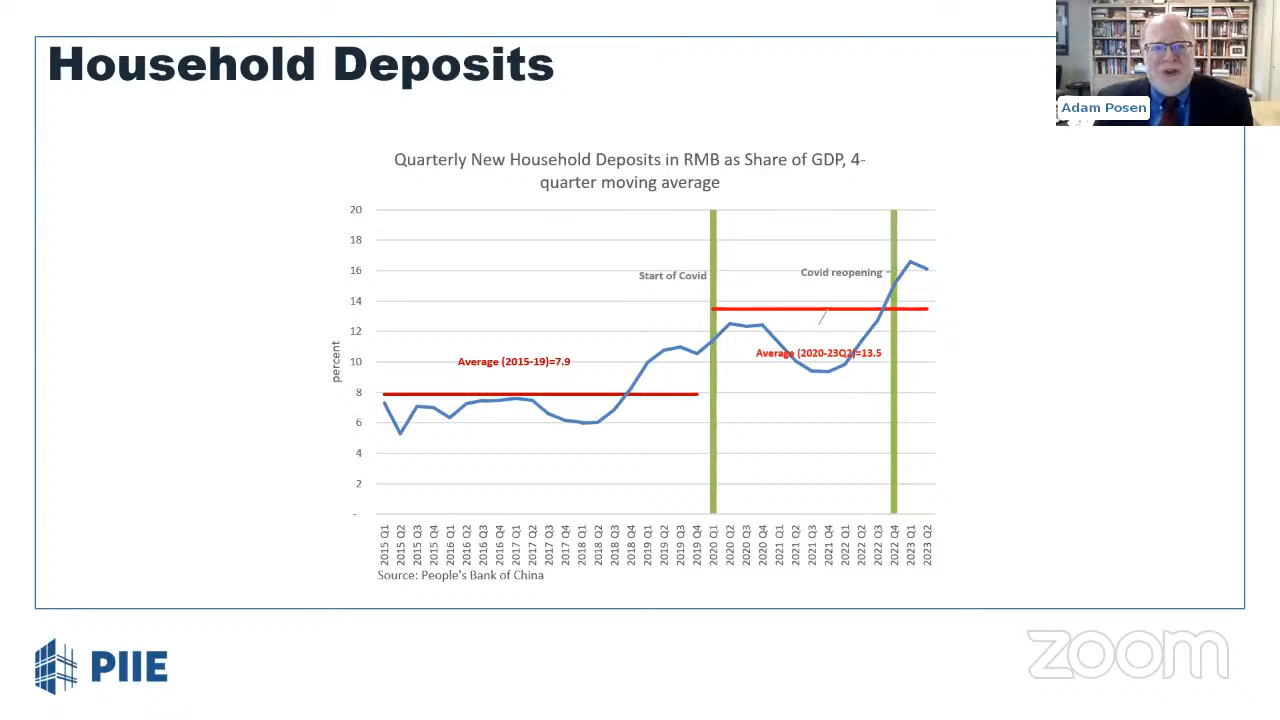 Household Deposits
Adam Posen
Quarterly New Household Deposits in RMB as Share of GDP, 4-
quarter moving average
percent
20
18
16
14
12
10
8
6
4
2
-
Start of Covid
Covid reopening
Average (2015-19)=7.9
Average (2020-23Q2)=13.5
2015 Q1
2015 Q2
2015 Q3
2015 Q4
2016 Q1
2016 Q2
2016 Q3
2016 Q4
2017 Q1
2017 Q2
2017 Q3
2017 Q4
2018 Q1
2018 Q2
2018 Q3
2018 Q4
2019 Q1
2019 Q2
2019 Q3
2019 Q4
2020 Q1
2020 Q2
2020 Q3
2020 Q4
2021 Q1
2021 Q2
2021 Q3
2021 Q4
2022 Q1
2022 Q2
2022 Q3
2022 Q4
2023 Q1
2023 Q2
Source: People's Bank of China
PIIE
zoom